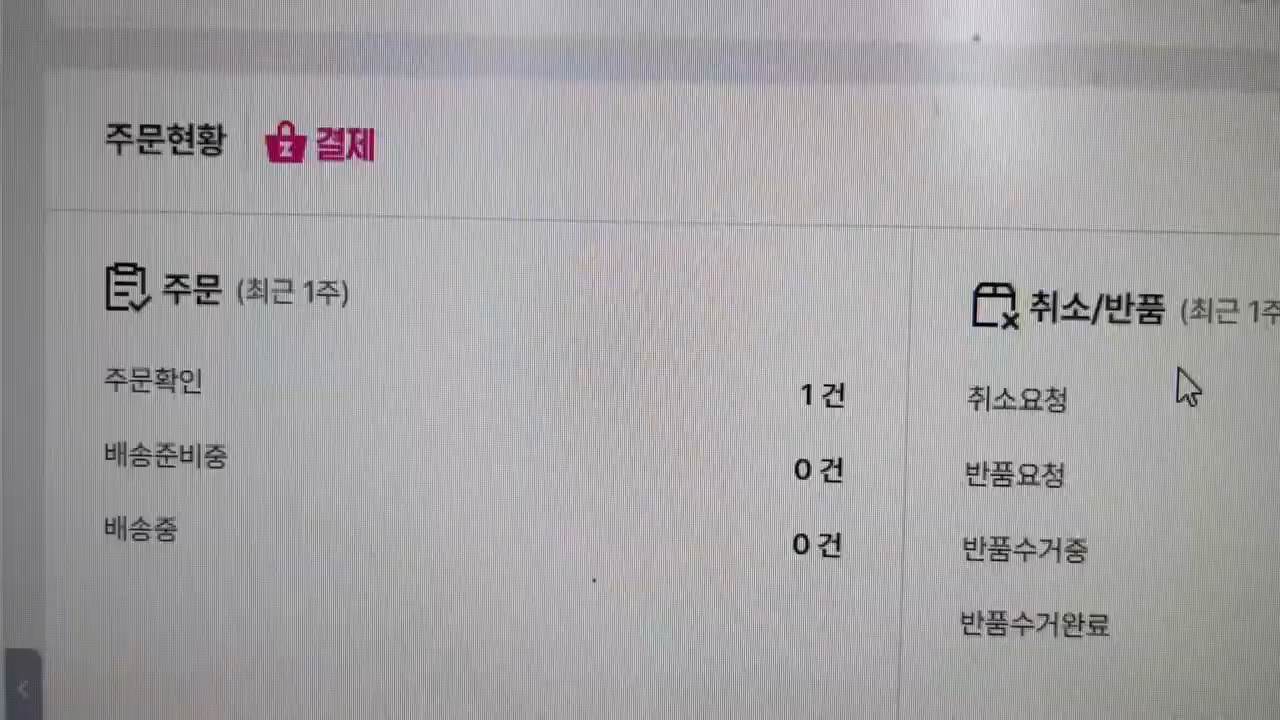 주문현황 결제
주문 (최근 1주)
주문확인 1 건
배송준비중 0 건
배송중 0 건
취소/반품 (최근 1주
취소요청
반품요청
반품수거중
반품수거완료